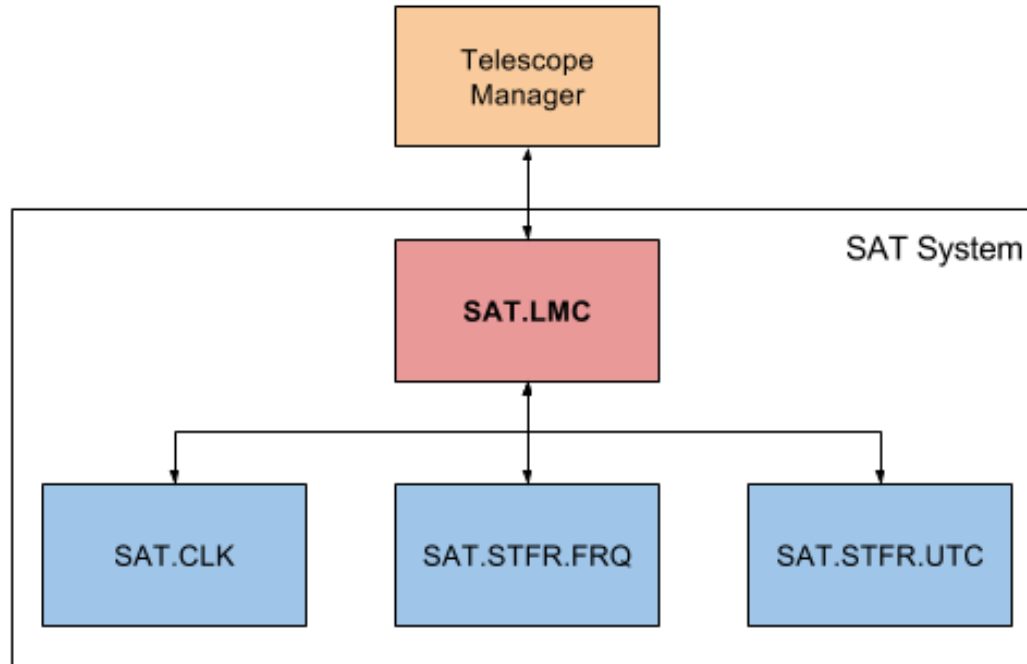 Telescope
Manager
SAT System
SAT.LMC
SAT.CLK
SAT.STFR.FRQ
SAT.STFR.UTC